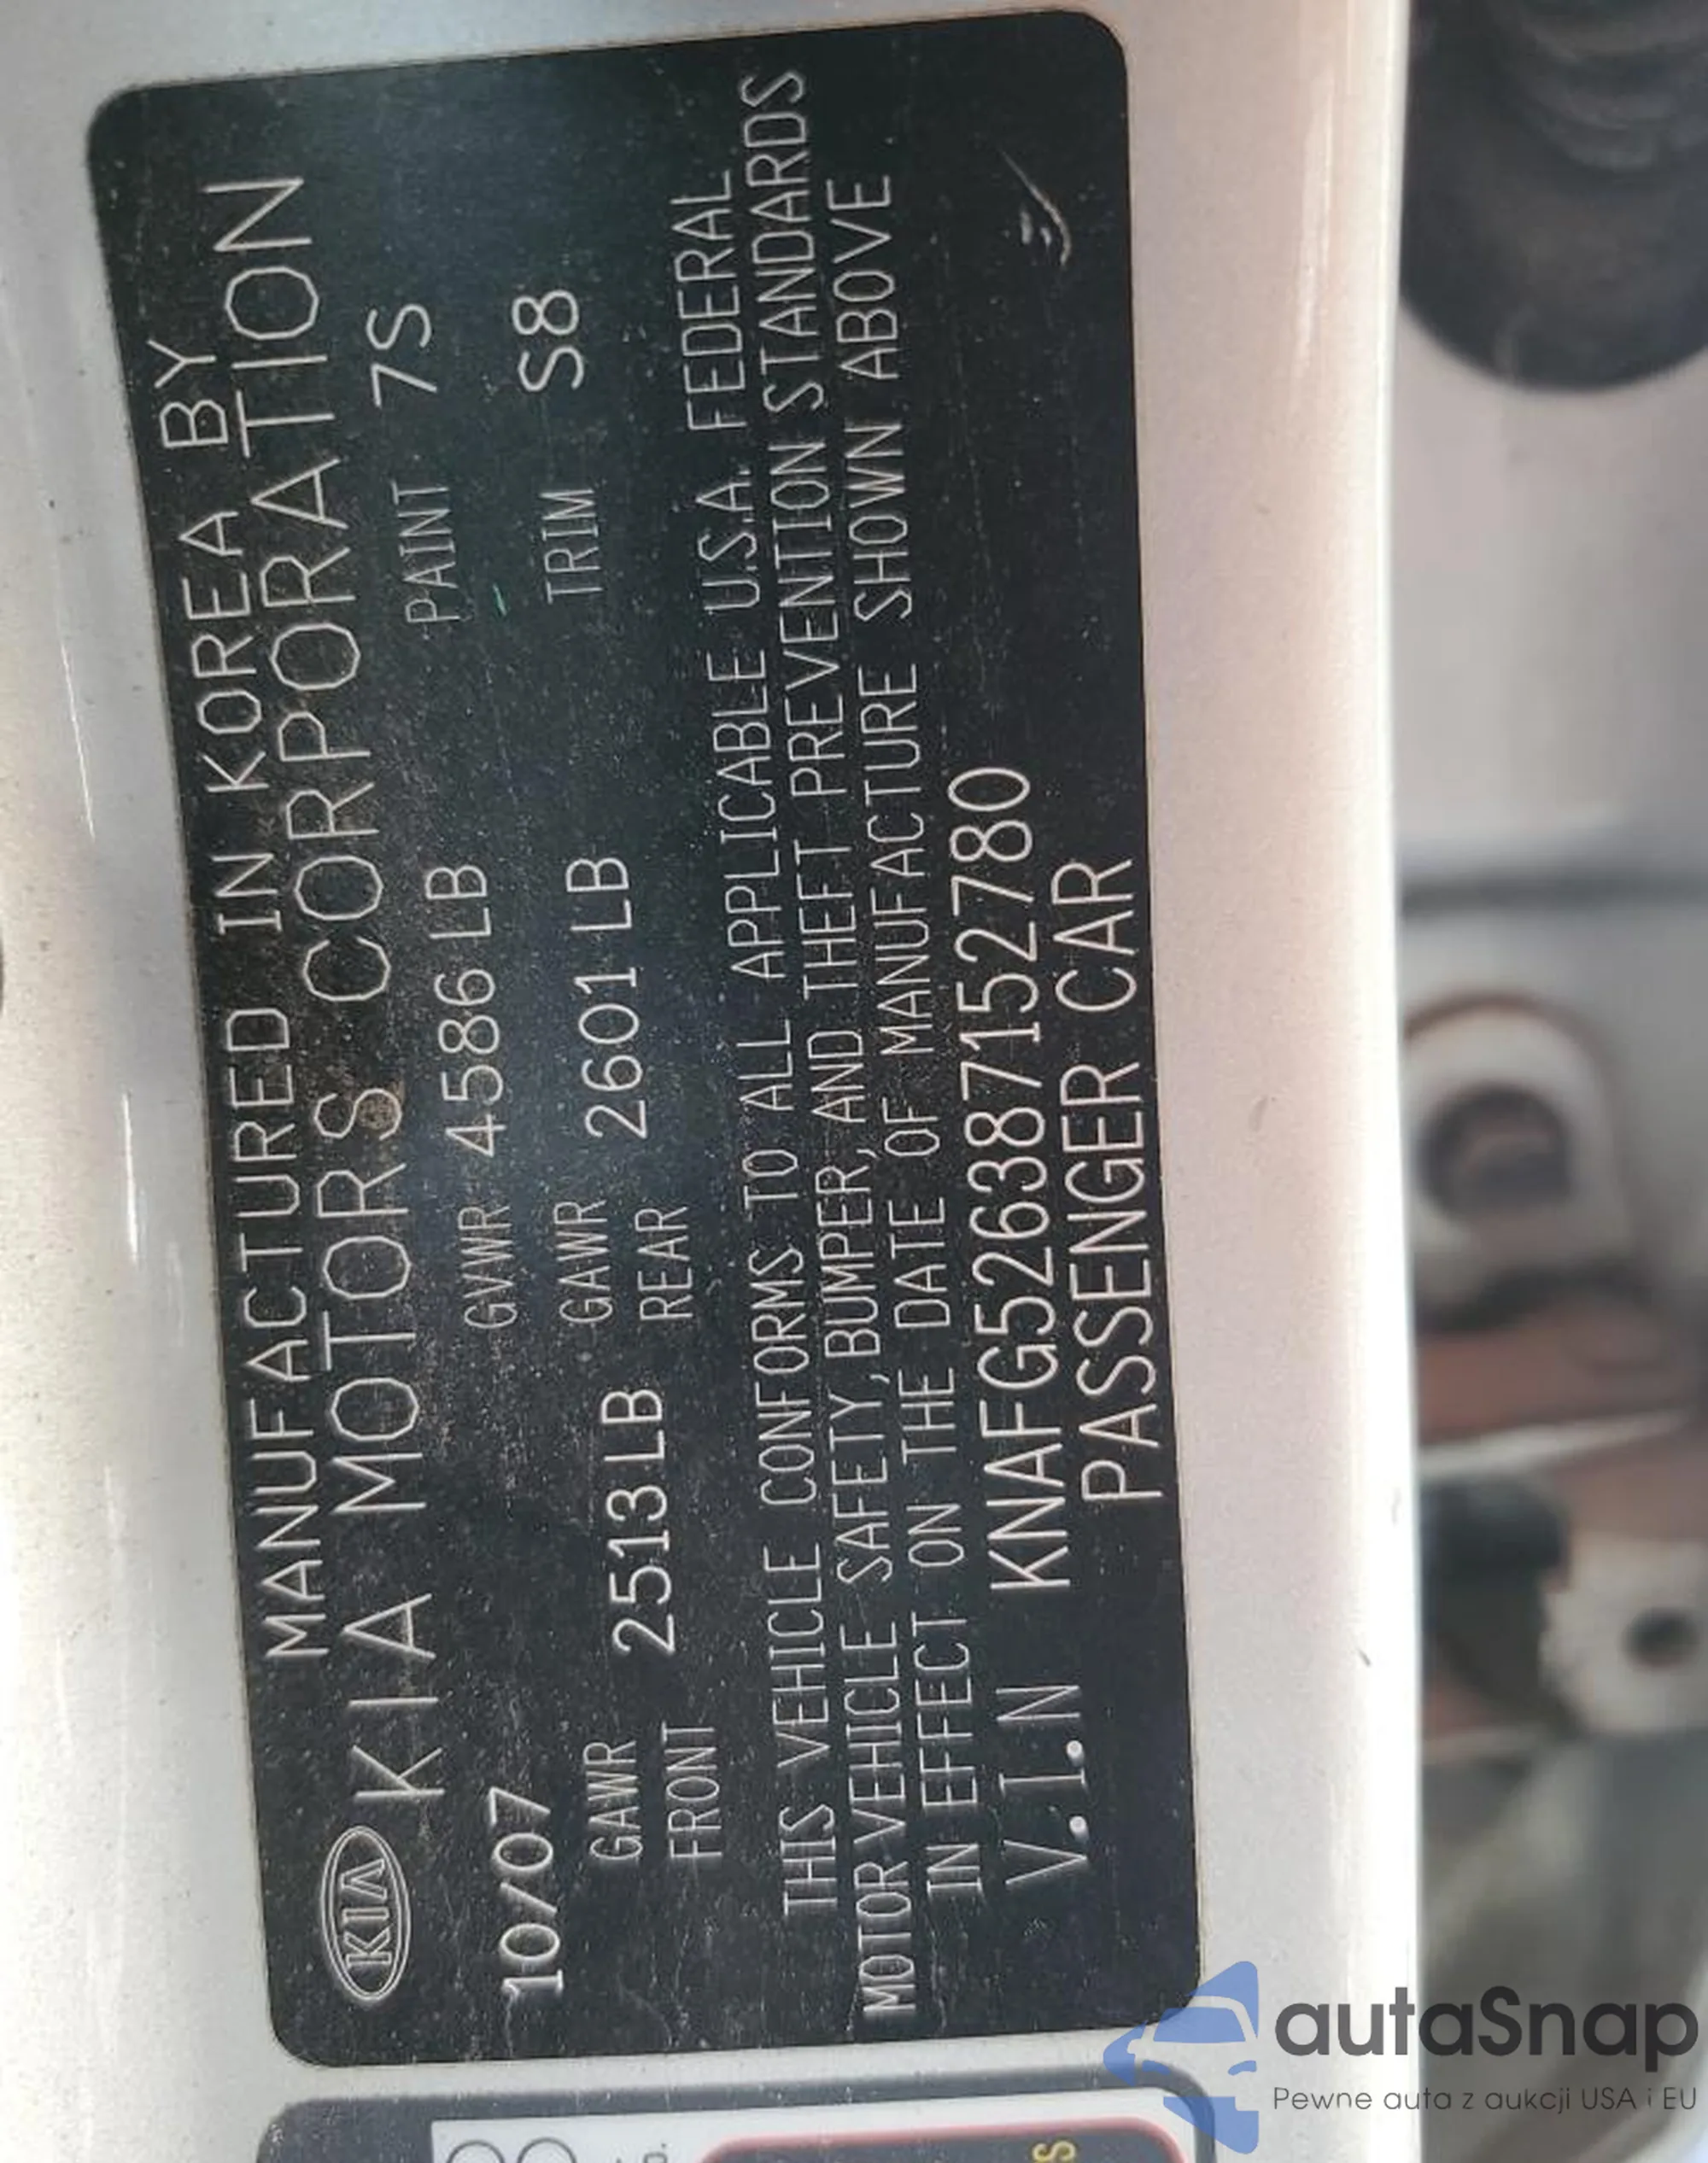 MANUFACTURED IN KOREA BY
KIA KIA MOTORS CORPORATION
10/07 GVWR 4586 LB PAINT 7S
GAWR FRONT 2513 LB GAWR REAR 2601 LB TRIM S8
THIS VEHICLE CONFORMS TO ALL APPLICABLE U.S.A. FEDERAL
MOTOR VEHICLE SAFETY, BUMPER, AND THEFT PREVENTION STANDARDS
IN EFFECT ON THE DATE OF MANUFACTURE SHOWN ABOVE
V.I.N KNAFG526387152780
PASSENGER CAR
autaSnap
Pewne auta z aukcji USA i EU